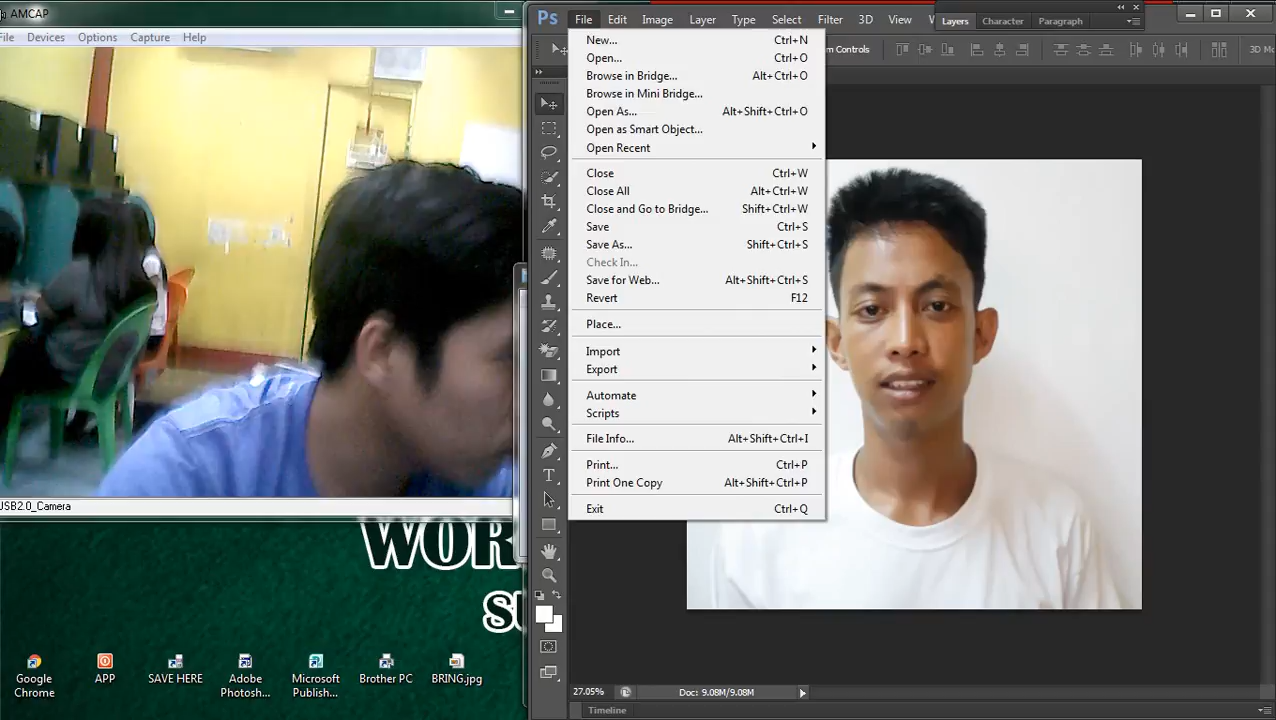 AMCAP
File Devices Options Capture Help
USB2.0_Camera
Google
Chrome
APP
SAVE HERE
Adobe
Photosh...
Microsoft
Publish...
Brother PC
BRING.jpg
Ps File Edit Image Layer Type Select Filter 3D View
Layers Character Paragraph
New... Ctrl+N
Open... Ctrl+O
Browse in Bridge... Alt+Ctrl+O
Browse in Mini Bridge...
Open As... Alt+Shift+Ctrl+O
Open as Smart Object...
Open Recent
Close Ctrl+W
Close All Alt+Ctrl+W
Close and Go to Bridge... Shift+Ctrl+W
Save Ctrl+S
Save As... Shift+Ctrl+S
Check In...
Save for Web... Alt+Shift+Ctrl+S
Revert F12
Place...
Import
Export
Automate
Scripts
File Info... Alt+Shift+Ctrl+I
Print... Ctrl+P
Print One Copy Alt+Shift+Ctrl+P
Exit Ctrl+Q
Controls
3D
27.05% Doc: 9.08M/9.08M
Timeline